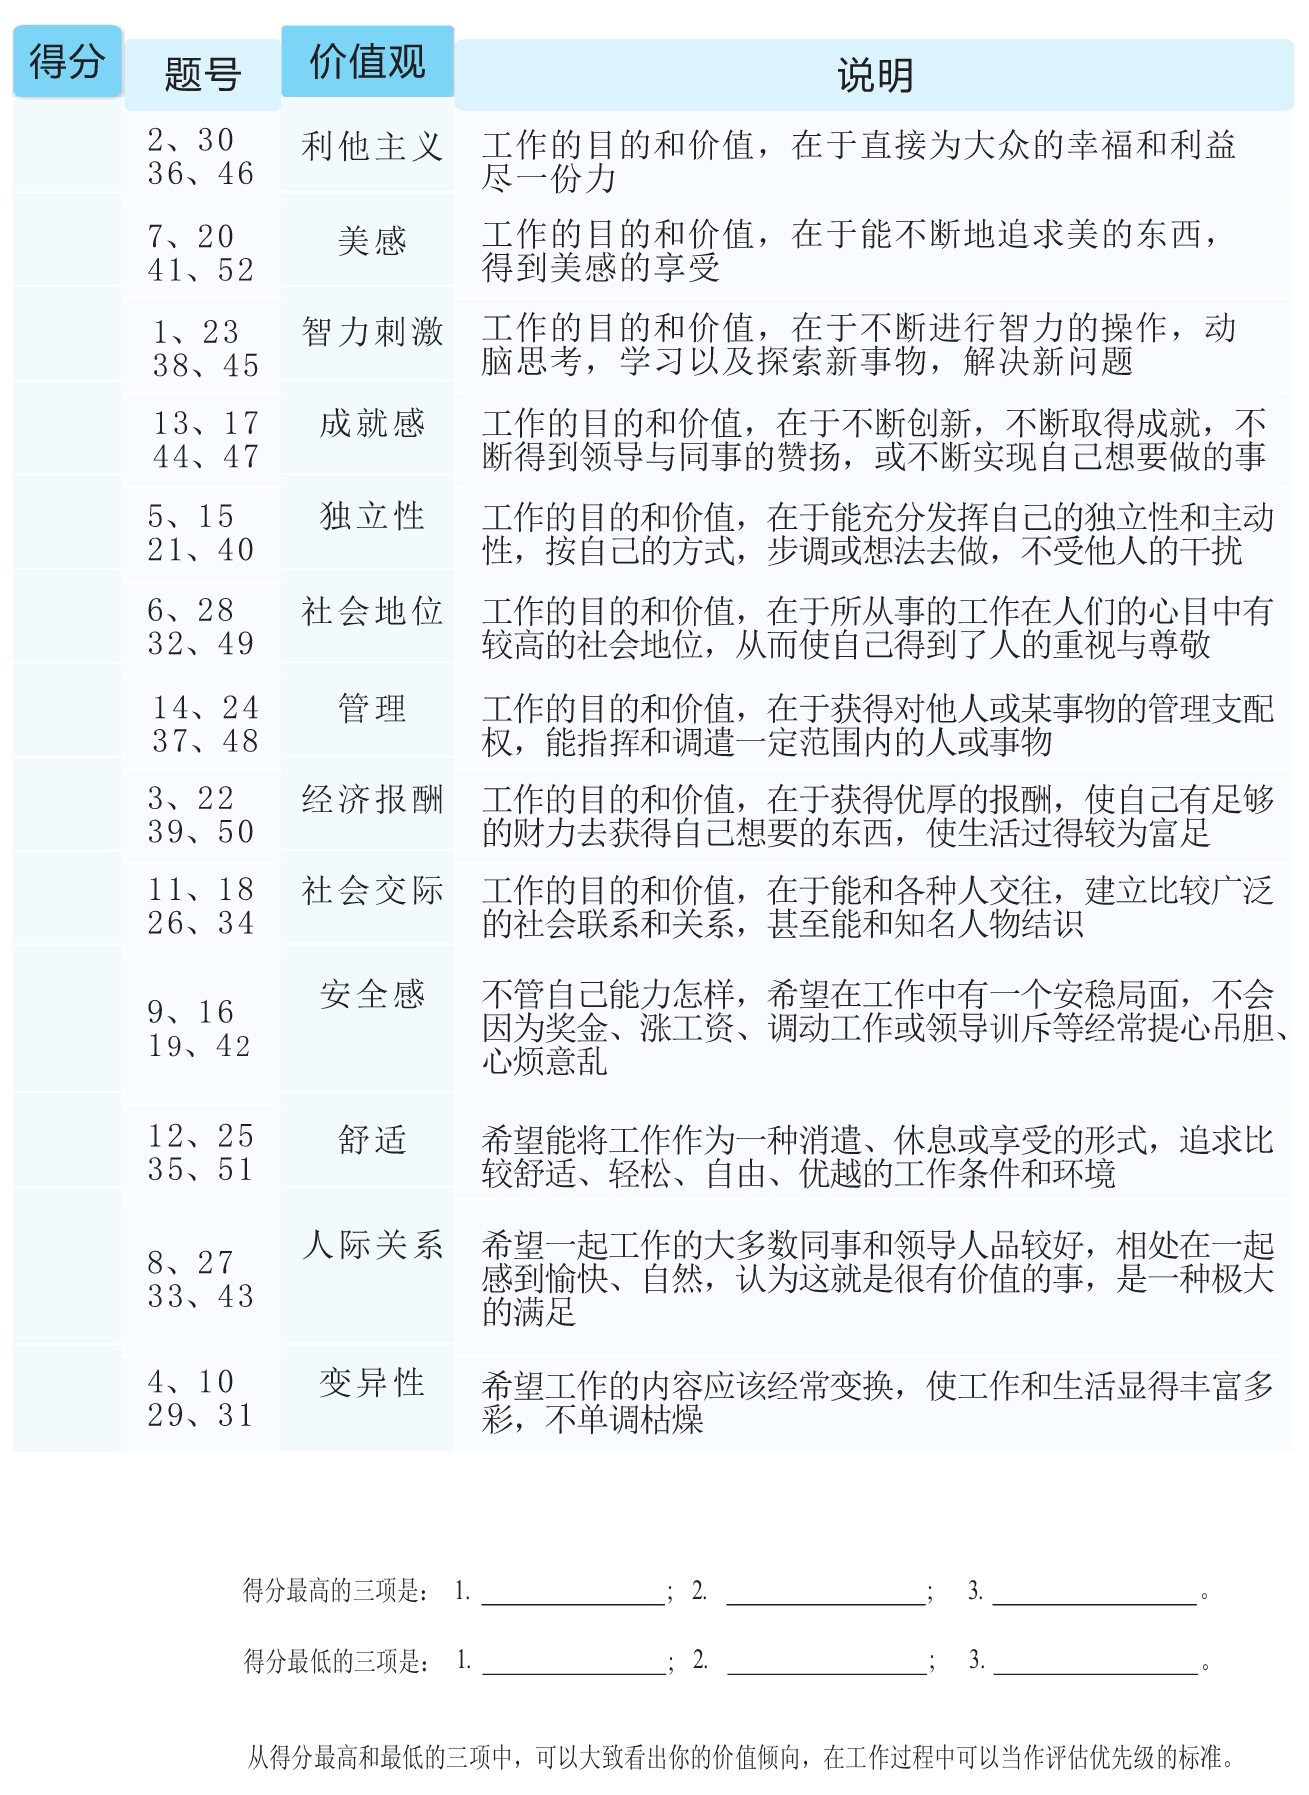 得分 题号 价值观 说明
2、30 利他主义 工作的目的和价值，在于直接为大众的幸福和利益
36、46 尽一份力
7、20 美感 工作的目的和价值，在于能不断地追求美的东西，
41、52 得到美感的享受
1、23 智力刺激 工作的目的和价值，在于不断进行智力的操作，动
38、45 脑思考，学习以及探索新事物，解决新问题
13、17 成就感 工作的目的和价值，在于不断创新，不断取得成就，不
44、47 断得到领导与同事的赞扬，或不断实现自己想要做的事
5、15 独立性 工作的目的和价值，在于能充分发挥自己的独立性和主动
21、40 性，按自己的方式，步调或想法去做，不受他人的干扰
6、28 社会地位 工作的目的和价值，在于所从事的工作在人们的心目中有
32、49 较高的社会地位，从而使自己得到了人的重视与尊敬
14、24 管理 工作的目的和价值，在于获得对他人或某事物的管理支配
37、48 权，能指挥和调遣一定范围内的人或事物
3、22 经济报酬 工作的目的和价值，在于获得优厚的报酬，使自己有足够
39、50 的财力去获得自己想要的东西，使生活过得较为富足
11、18 社会交际 工作的目的和价值，在于能和各种人交往，建立比较广泛
26、34 的社会联系和关系，甚至能和知名人物结识
安全感 不管自己能力怎样，希望在工作中有一个安稳局面，不会
9、16 因为奖金、涨工资、调动工作或领导训斥等经常提心吊胆、
19、42 心烦意乱
12、25 舒适 希望能将工作作为一种消遣、休息或享受的形式，追求比
35、51 较舒适、轻松、自由、优越的工作条件和环境
人际关系 希望一起工作的大多数同事和领导人品较好，相处在一起
8、27 感到愉快、自然，认为这就是很有价值的事，是一种极大
33、43 的满足
4、10 变异性 希望工作的内容应该经常变换，使工作和生活显得丰富多
29、31 彩，不单调枯燥
得分最高的三项是： 1. ； 2. ； 3. 。
得分最低的三项是： 1. ； 2. ； 3. 。
从得分最高和最低的三项中，可以大致看出你的价值倾向，在工作过程中可以当作评估优先级的标准。